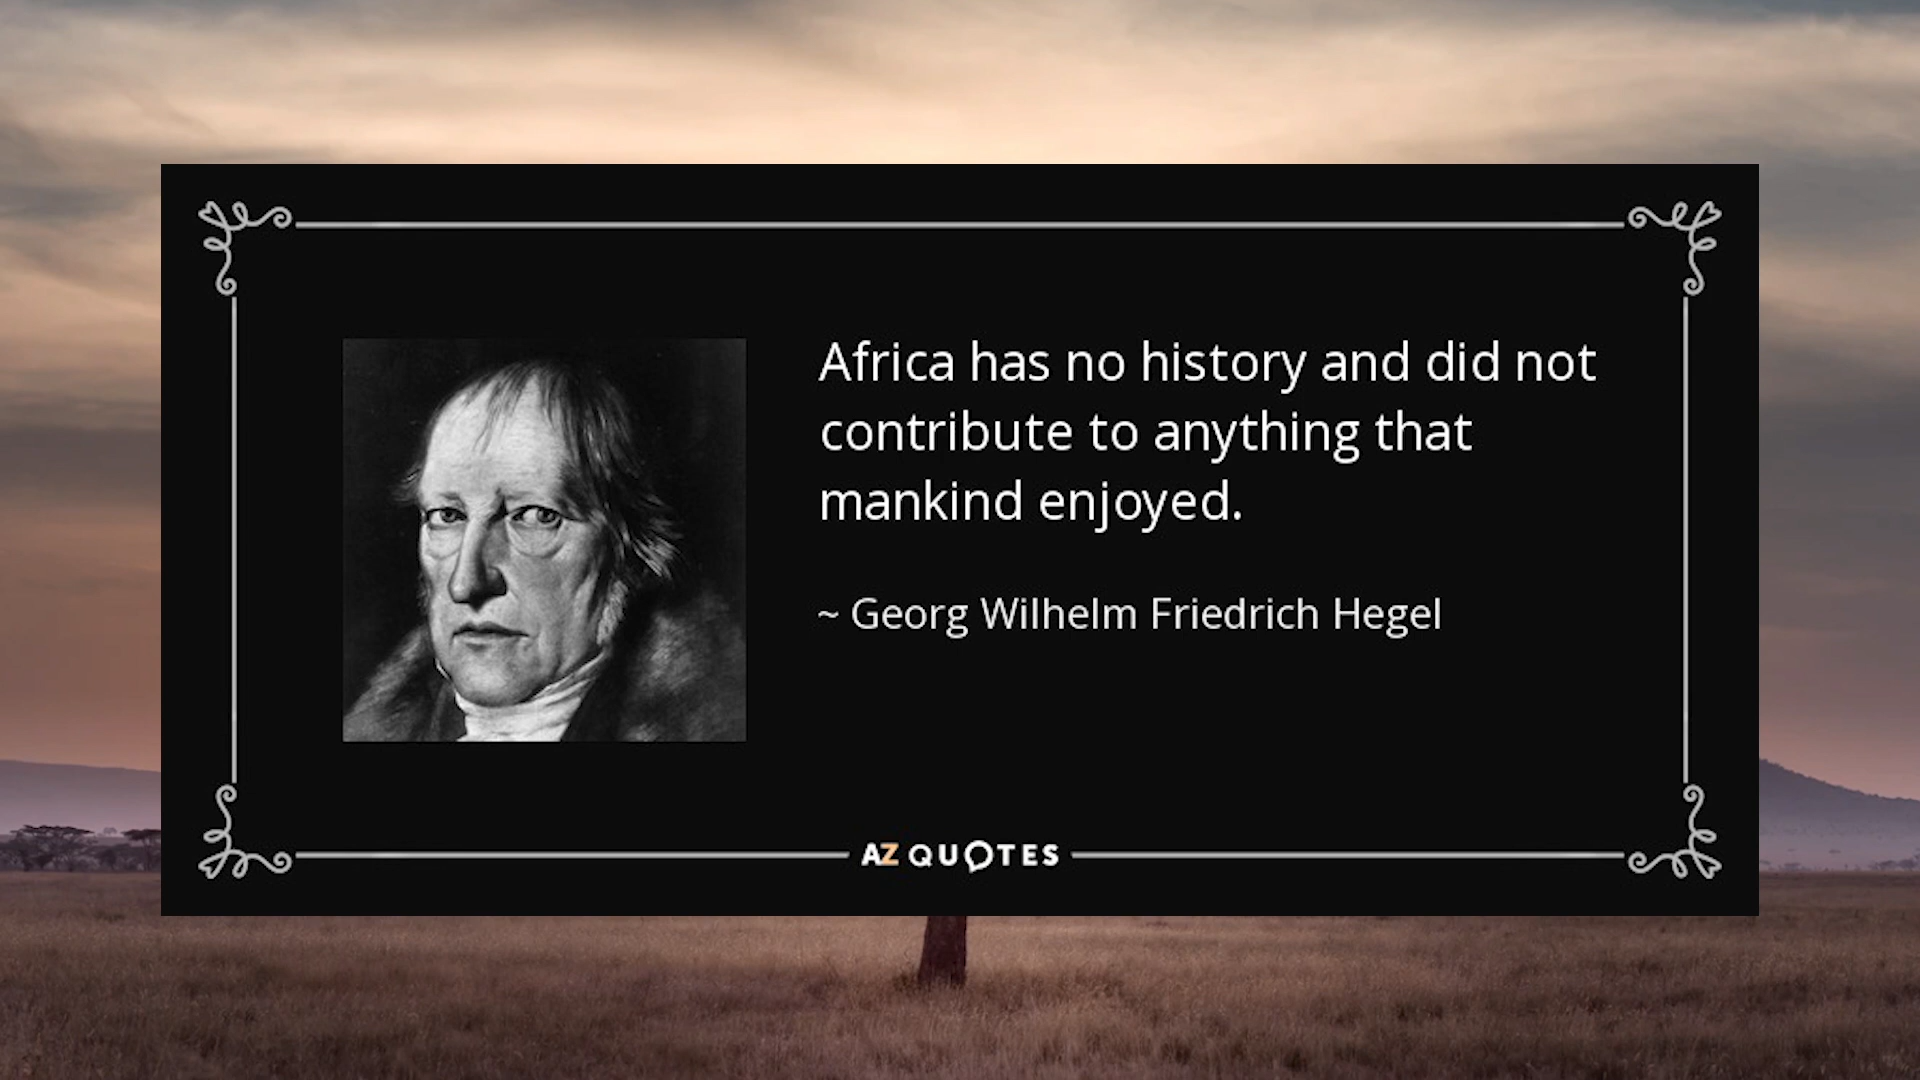 Africa has no history and did not
contribute to anything that
mankind enjoyed.
~ Georg Wilhelm Friedrich Hegel
AZ QUOTES